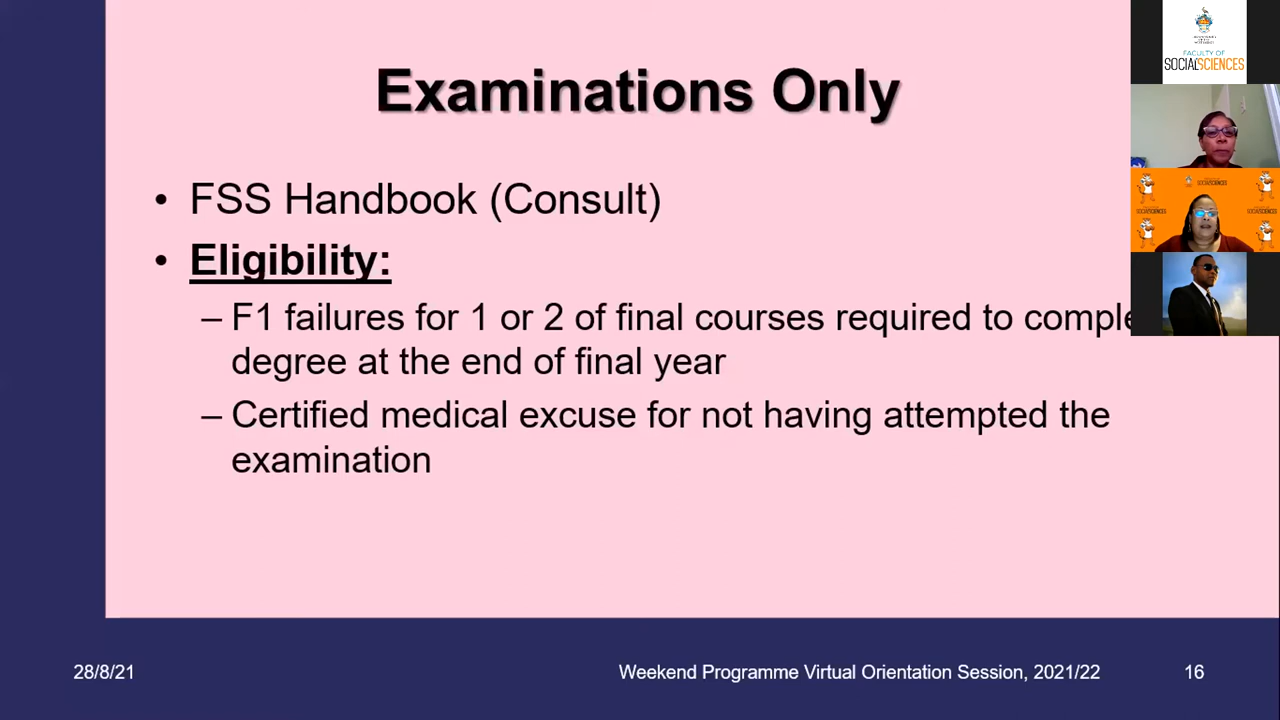 Examinations Only
• FSS Handbook (Consult)
• Eligibility:
– F1 failures for 1 or 2 of final courses required to comple
degree at the end of final year
– Certified medical excuse for not having attempted the
examination
28/8/21
Weekend Programme Virtual Orientation Session, 2021/22
16
FACULTY OF
SOCIALSCIENCES